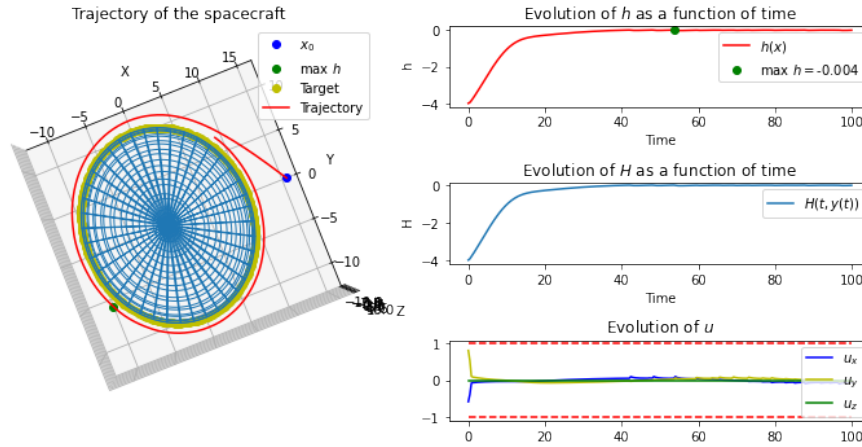 Trajectory of the spacecraft
x₀
max h
Target
Trajectory
X
−10
−5
0
5
10
15
Y
5
0
−5
−10
Z
Evolution of h as a function of time
h
0
−2
−4
h(x)
max h = -0.004
0
20
40
60
80
100
Time
Evolution of H as a function of time
H
0
−2
−4
H(t, y(t))
0
20
40
60
80
100
Time
Evolution of u
1
0
−1
uₓ
u_y
u_z
0
20
40
60
80
100